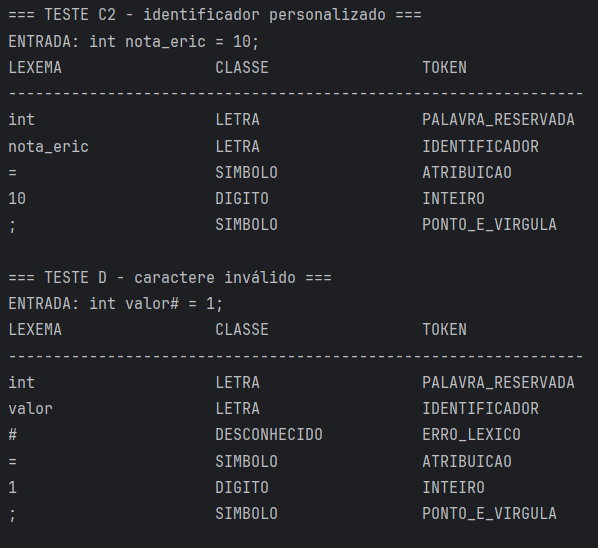 === TESTE C2 - identificador personalizado ===
ENTRADA: int nota_eric = 10;
LEXEMA CLASSE TOKEN
----------------------------------------------------------------
int LETRA PALAVRA_RESERVADA
nota_eric LETRA IDENTIFICADOR
= SIMBOLO ATRIBUICAO
10 DIGITO INTEIRO
; SIMBOLO PONTO_E_VIRGULA
=== TESTE D - caractere inválido ===
ENTRADA: int valor# = 1;
LEXEMA CLASSE TOKEN
----------------------------------------------------------------
int LETRA PALAVRA_RESERVADA
valor LETRA IDENTIFICADOR
# DESCONHECIDO ERRO_LEXICO
= SIMBOLO ATRIBUICAO
1 DIGITO INTEIRO
; SIMBOLO PONTO_E_VIRGULA